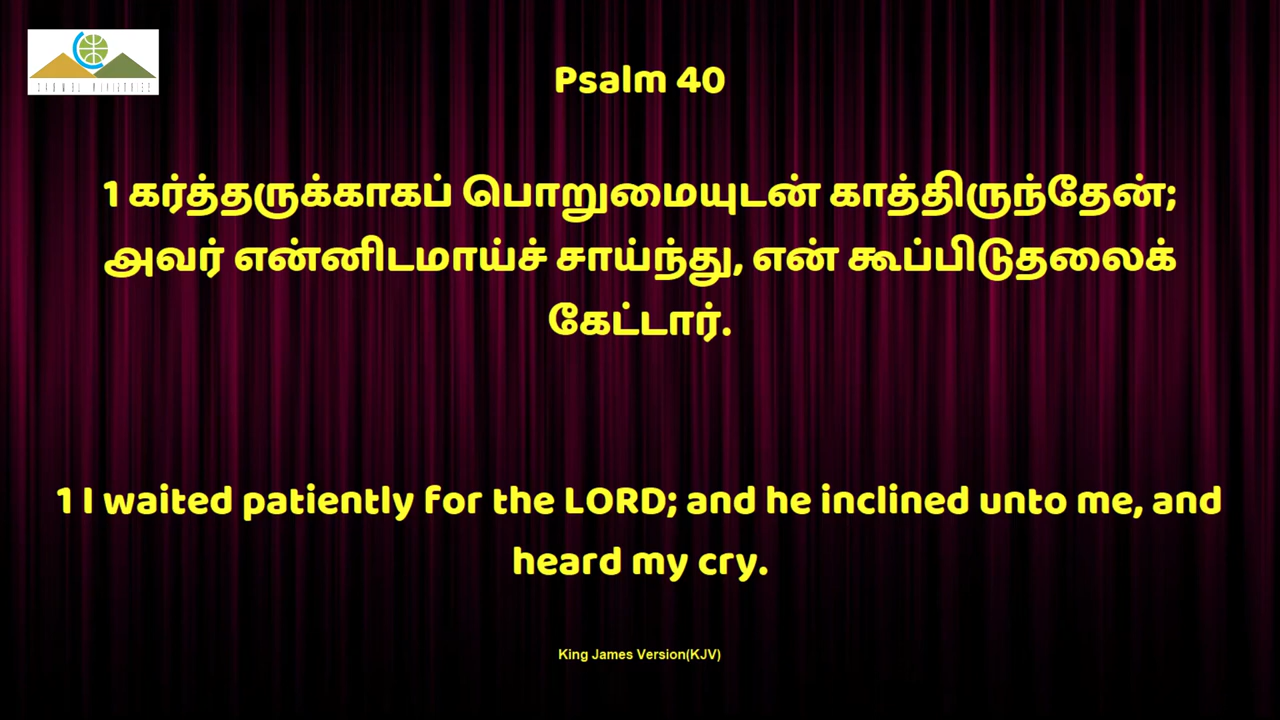 Psalm 40
1 கர்த்தருக்காகப் பொறுமையுடன் காத்திருந்தேன்;
அவர் என்னிடமாய்ச் சாய்ந்து, என் கூப்பிடுதலைக்
கேட்டார்.
1 I waited patiently for the LORD; and he inclined unto me, and
heard my cry.
King James Version(KJV)